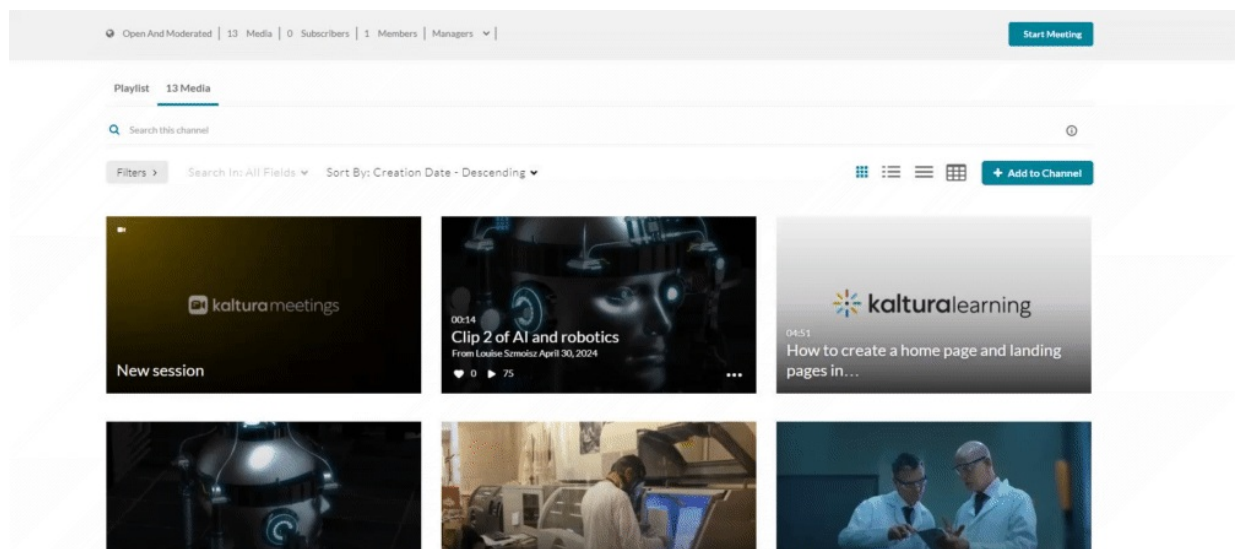 Open And Moderated | 13 Media | 0 Subscribers | 1 Members | Managers |
Start Meeting
Playlist 13 Media
Search this channel
Filters > Search In: All Fields Sort By: Creation Date - Descending
+ Add to Channel
kalturameetings
New session
00:14
Clip 2 of AI and robotics
From Louise Szmoisz April 30, 2024
0 75
kalturalearning
04:51
How to create a home page and landing
pages in...